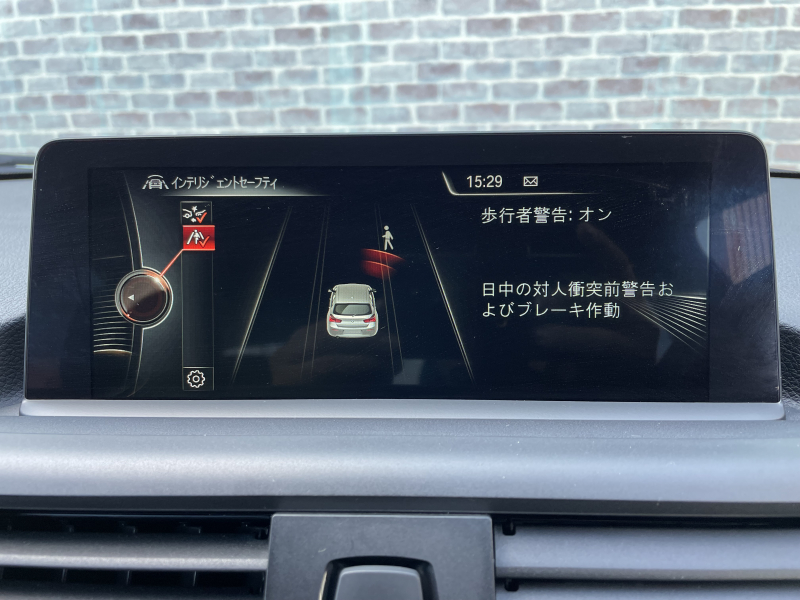 インテリジェントセーフティ
15:29
歩行者警告: オン
日中の対人衝突前警告お
よびブレーキ作動